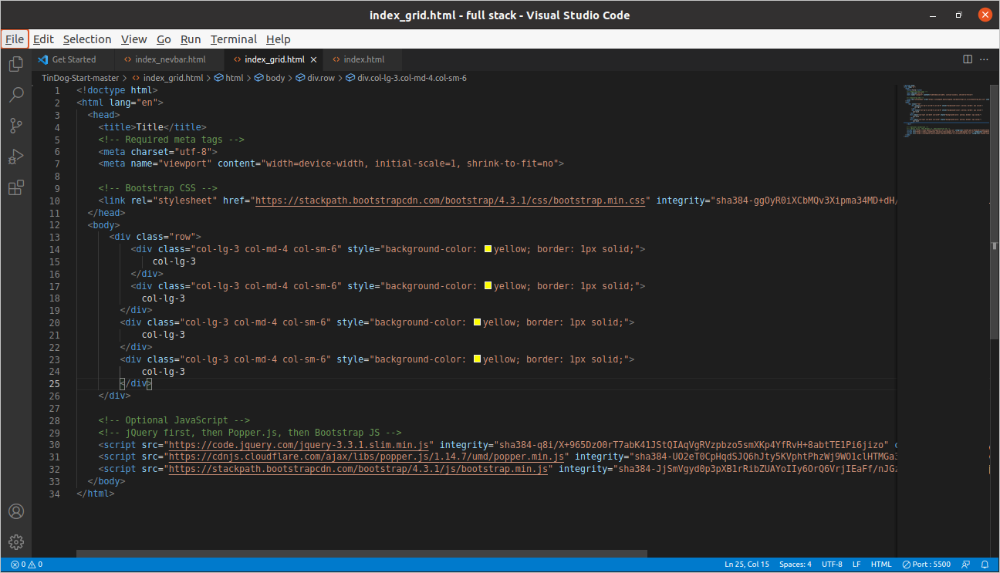 index_grid.html - full stack - Visual Studio Code
File Edit Selection View Go Run Terminal Help
Get Started index_nevbar.html index_grid.html index.html
TinDog-Start-master > index_grid.html > html > body > div.row > div.col-lg-3.col-md-4.col-sm-6
1 <!doctype html>
2 <html lang="en">
3 <head>
4 <title>Title</title>
5 <!-- Required meta tags -->
6 <meta charset="utf-8">
7 <meta name="viewport" content="width=device-width, initial-scale=1, shrink-to-fit=no">
8
9 <!-- Bootstrap CSS -->
10 <link rel="stylesheet" href="https://stackpath.bootstrapcdn.com/bootstrap/4.3.1/css/bootstrap.min.css" integrity="sha384-ggOyR0iXCbMQv3Xipma34MD+dH/
11 </head>
12 <body>
13 <div class="row">
14 <div class="col-lg-3 col-md-4 col-sm-6" style="background-color: yellow; border: 1px solid;">
15 col-lg-3
16 </div>
17 <div class="col-lg-3 col-md-4 col-sm-6" style="background-color: yellow; border: 1px solid;">
18 col-lg-3
19 </div>
20 <div class="col-lg-3 col-md-4 col-sm-6" style="background-color: yellow; border: 1px solid;">
21 col-lg-3
22 </div>
23 <div class="col-lg-3 col-md-4 col-sm-6" style="background-color: yellow; border: 1px solid;">
24 col-lg-3
25 </div>
26 </div>
27
28 <!-- Optional JavaScript -->
29 <!-- jQuery first, then Popper.js, then Bootstrap JS -->
30 <script src="https://code.jquery.com/jquery-3.3.1.slim.min.js" integrity="sha384-q8i/X+965DzO0rT7abK41JStQIAqVgRVzpbzo5smXKp4YfRvH+8abtTE1Pi6jizo"
31 <script src="https://cdnjs.cloudflare.com/ajax/libs/popper.js/1.14.7/umd/popper.min.js" integrity="sha384-UO2eT0CpHqdSJQ6hJty5KVphtPhzWj9WO1clHTMGa3
32 <script src="https://stackpath.bootstrapcdn.com/bootstrap/4.3.1/js/bootstrap.min.js" integrity="sha384-JjSmVgyd0p3pXB1rRibZUAYoIIy6OrQ6VrjIEaFf/nJGz
33 </body>
34 </html>
0 0 Ln 25, Col 15 Spaces: 4 UTF-8 LF HTML Port : 5500